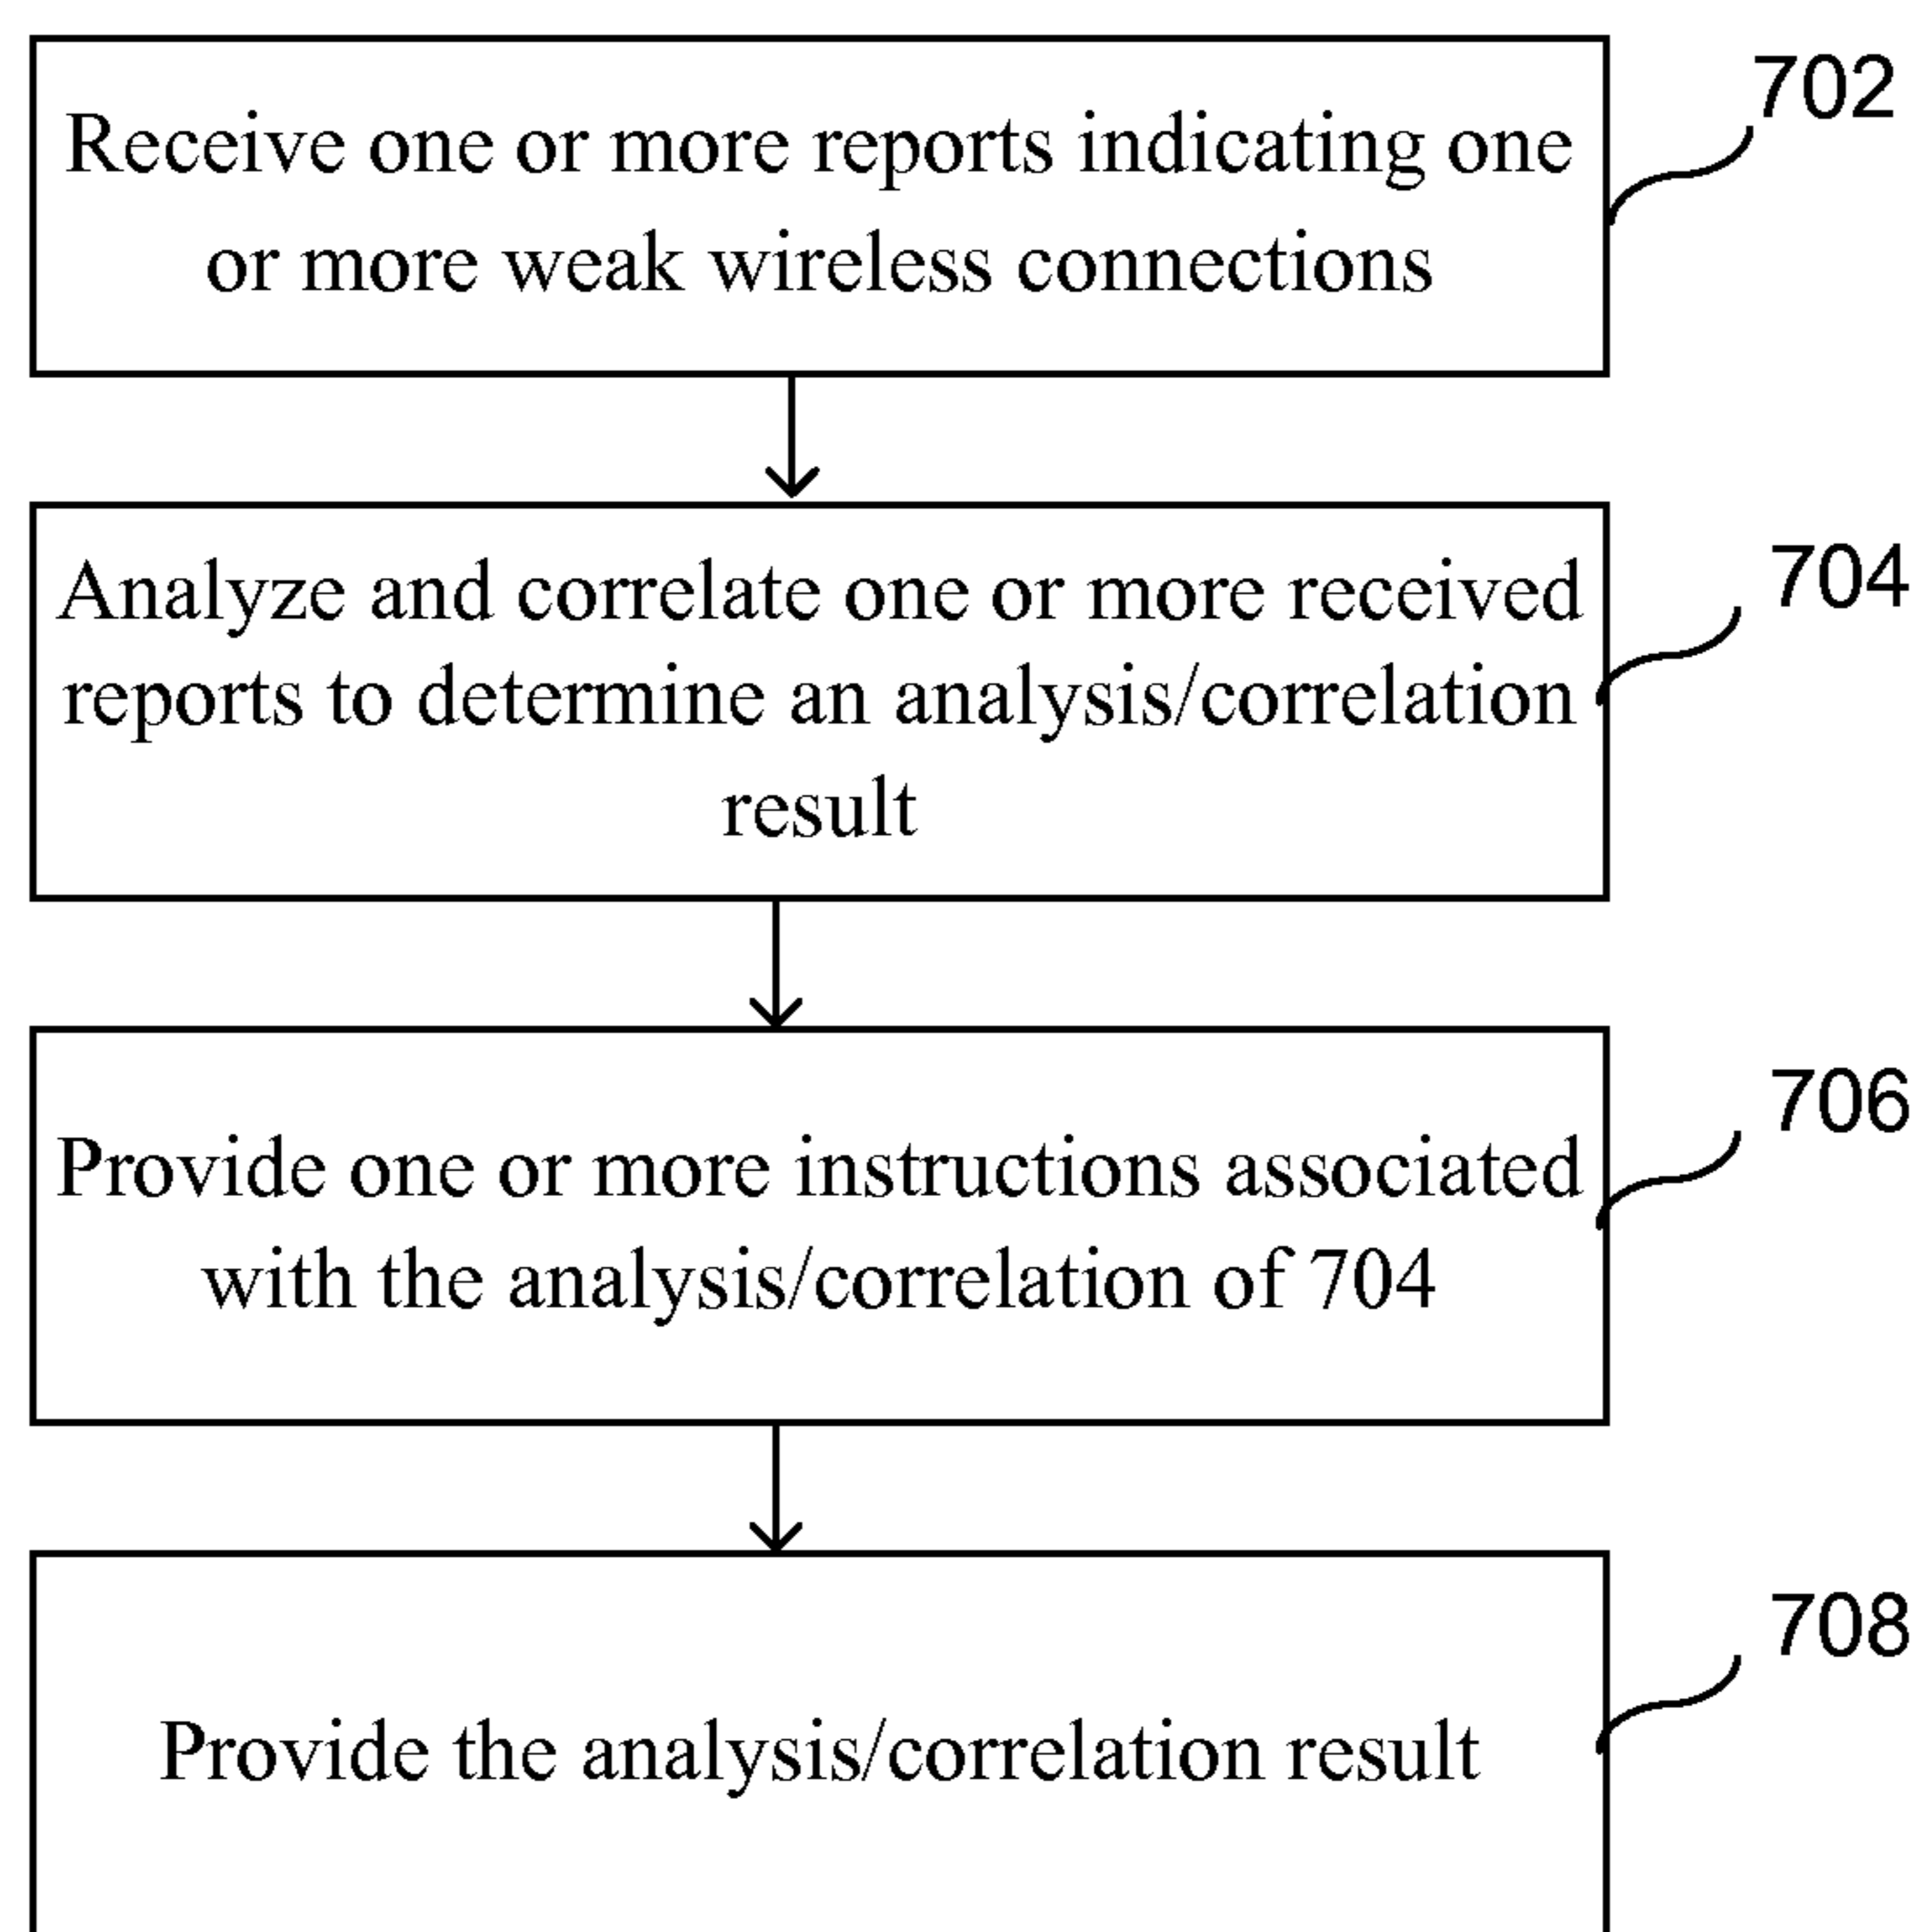 702
Receive one or more reports indicating one
or more weak wireless connections
704
Analyze and correlate one or more received
reports to determine an analysis/correlation
result
706
Provide one or more instructions associated
with the analysis/correlation of 704
708
Provide the analysis/correlation result